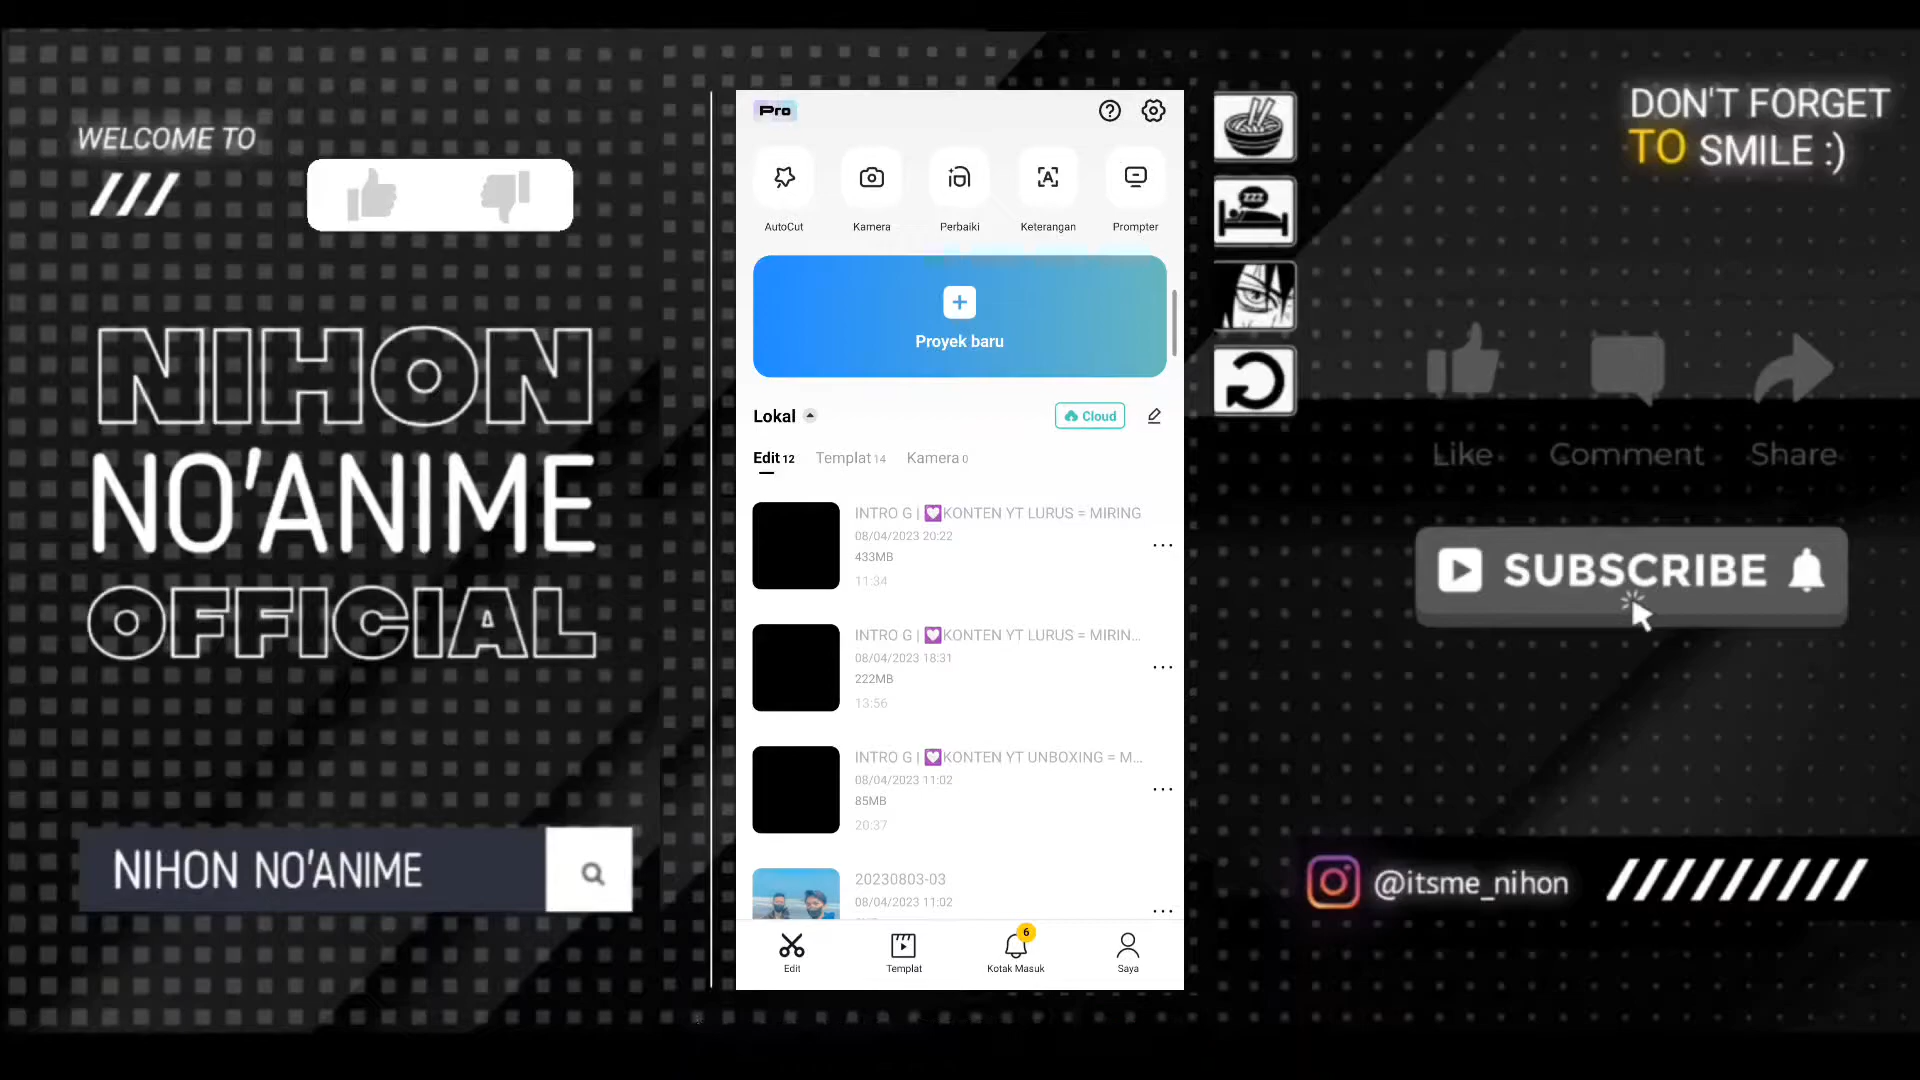 WELCOME TO
NIHON
NO'ANIME
OFFICIAL
NIHON NO'ANIME
Pro
AutoCut
Kamera
Perbaiki
Keterangan
Prompter
Proyek baru
Lokal
Cloud
Edit 12
Templat 14
Kamera 0
INTRO G | 💟KONTEN YT LURUS = MIRING
08/04/2023 20:22
433MB
11:34
INTRO G | 💟KONTEN YT LURUS = MIRIN...
08/04/2023 18:31
222MB
13:56
INTRO G | 💟KONTEN YT UNBOXING = M...
08/04/2023 11:02
85MB
20:37
20230803-03
08/04/2023 11:02
Edit
Templat
6
Kotak Masuk
Saya
zzz
DON'T FORGET
TO SMILE :)
Like
Comment
Share
SUBSCRIBE
@itsme_nihon